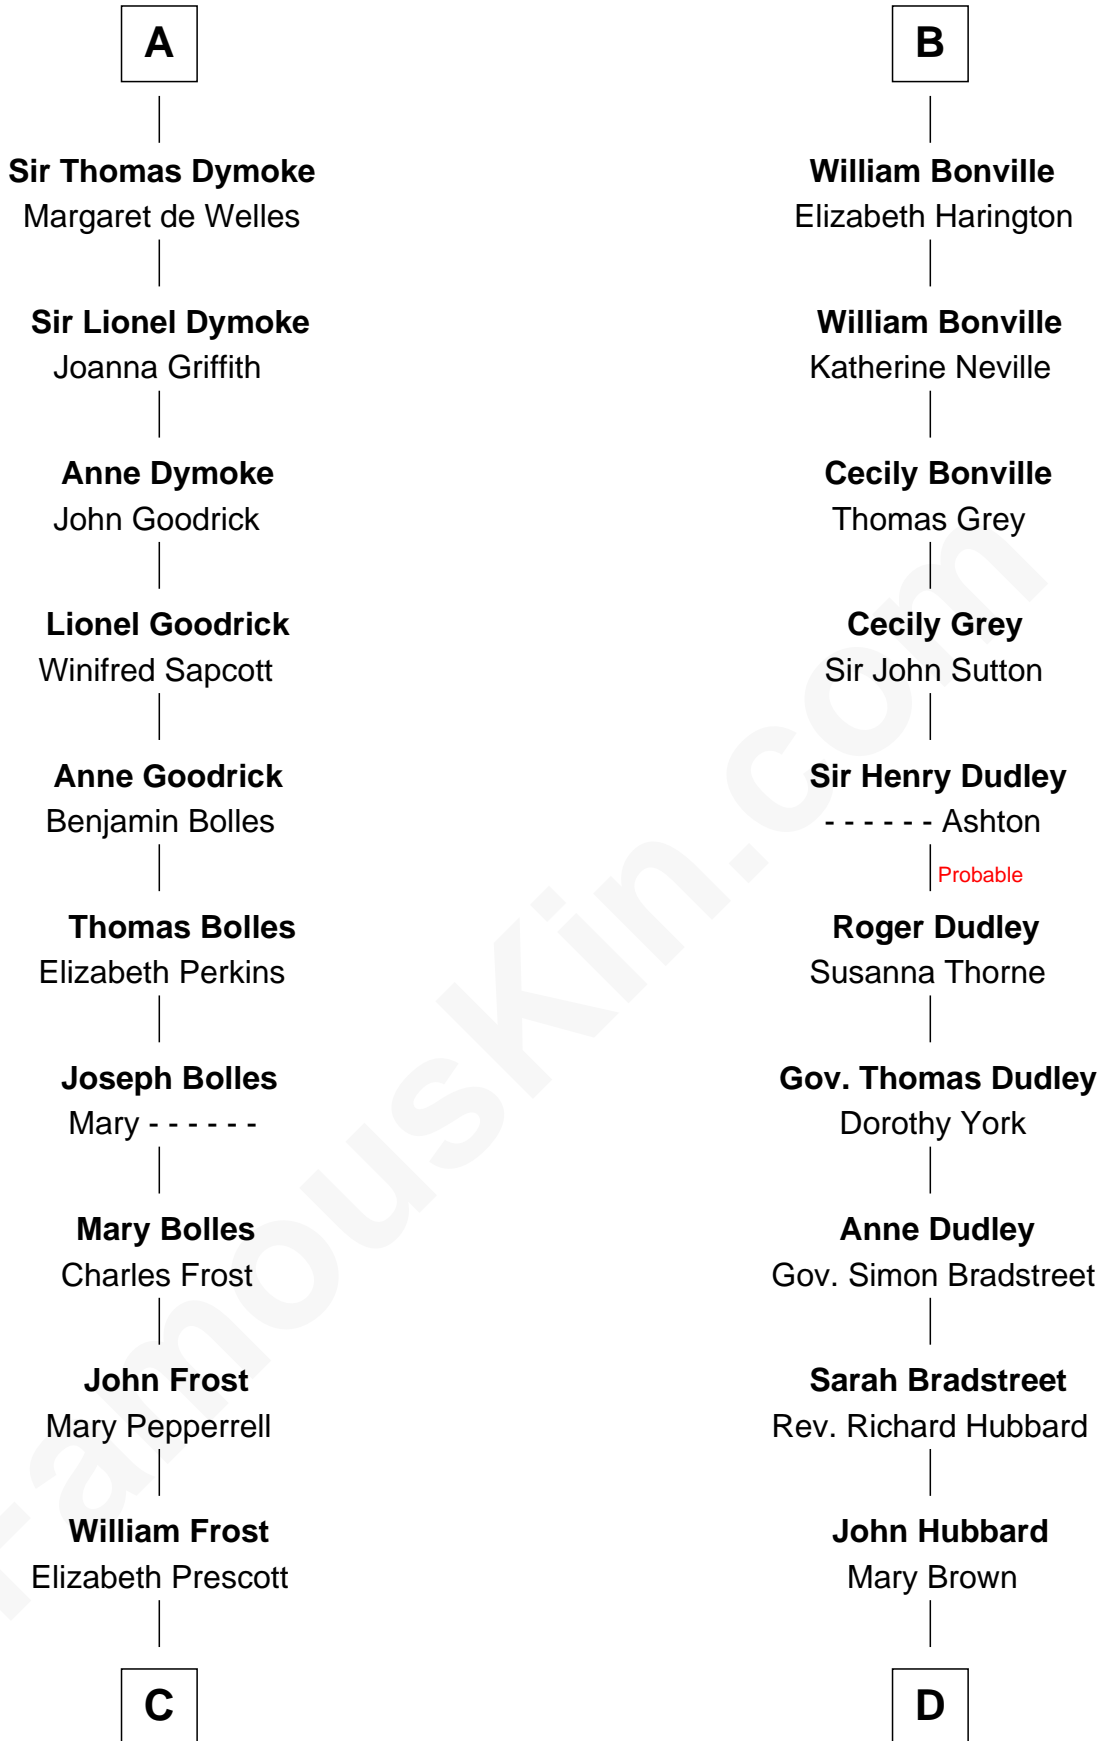 A
Sir Thomas Dymoke
Margaret de Welles
Sir Lionel Dymoke
Joanna Griffith
Anne Dymoke
John Goodrick
Lionel Goodrick
Winifred Sapcott
Anne Goodrick
Benjamin Bolles
Thomas Bolles
Elizabeth Perkins
Joseph Bolles
Mary - - - - - -
Mary Bolles
Charles Frost
John Frost
Mary Pepperrell
William Frost
Elizabeth Prescott
C
B
William Bonville
Elizabeth Harington
William Bonville
Katherine Neville
Cecily Bonville
Thomas Grey
Cecily Grey
Sir John Sutton
Sir Henry Dudley
- - - - - - Ashton
Probable
Roger Dudley
Susanna Thorne
Gov. Thomas Dudley
Dorothy York
Anne Dudley
Gov. Simon Bradstreet
Sarah Bradstreet
Rev. Richard Hubbard
John Hubbard
Mary Brown
D
FamousKin.com